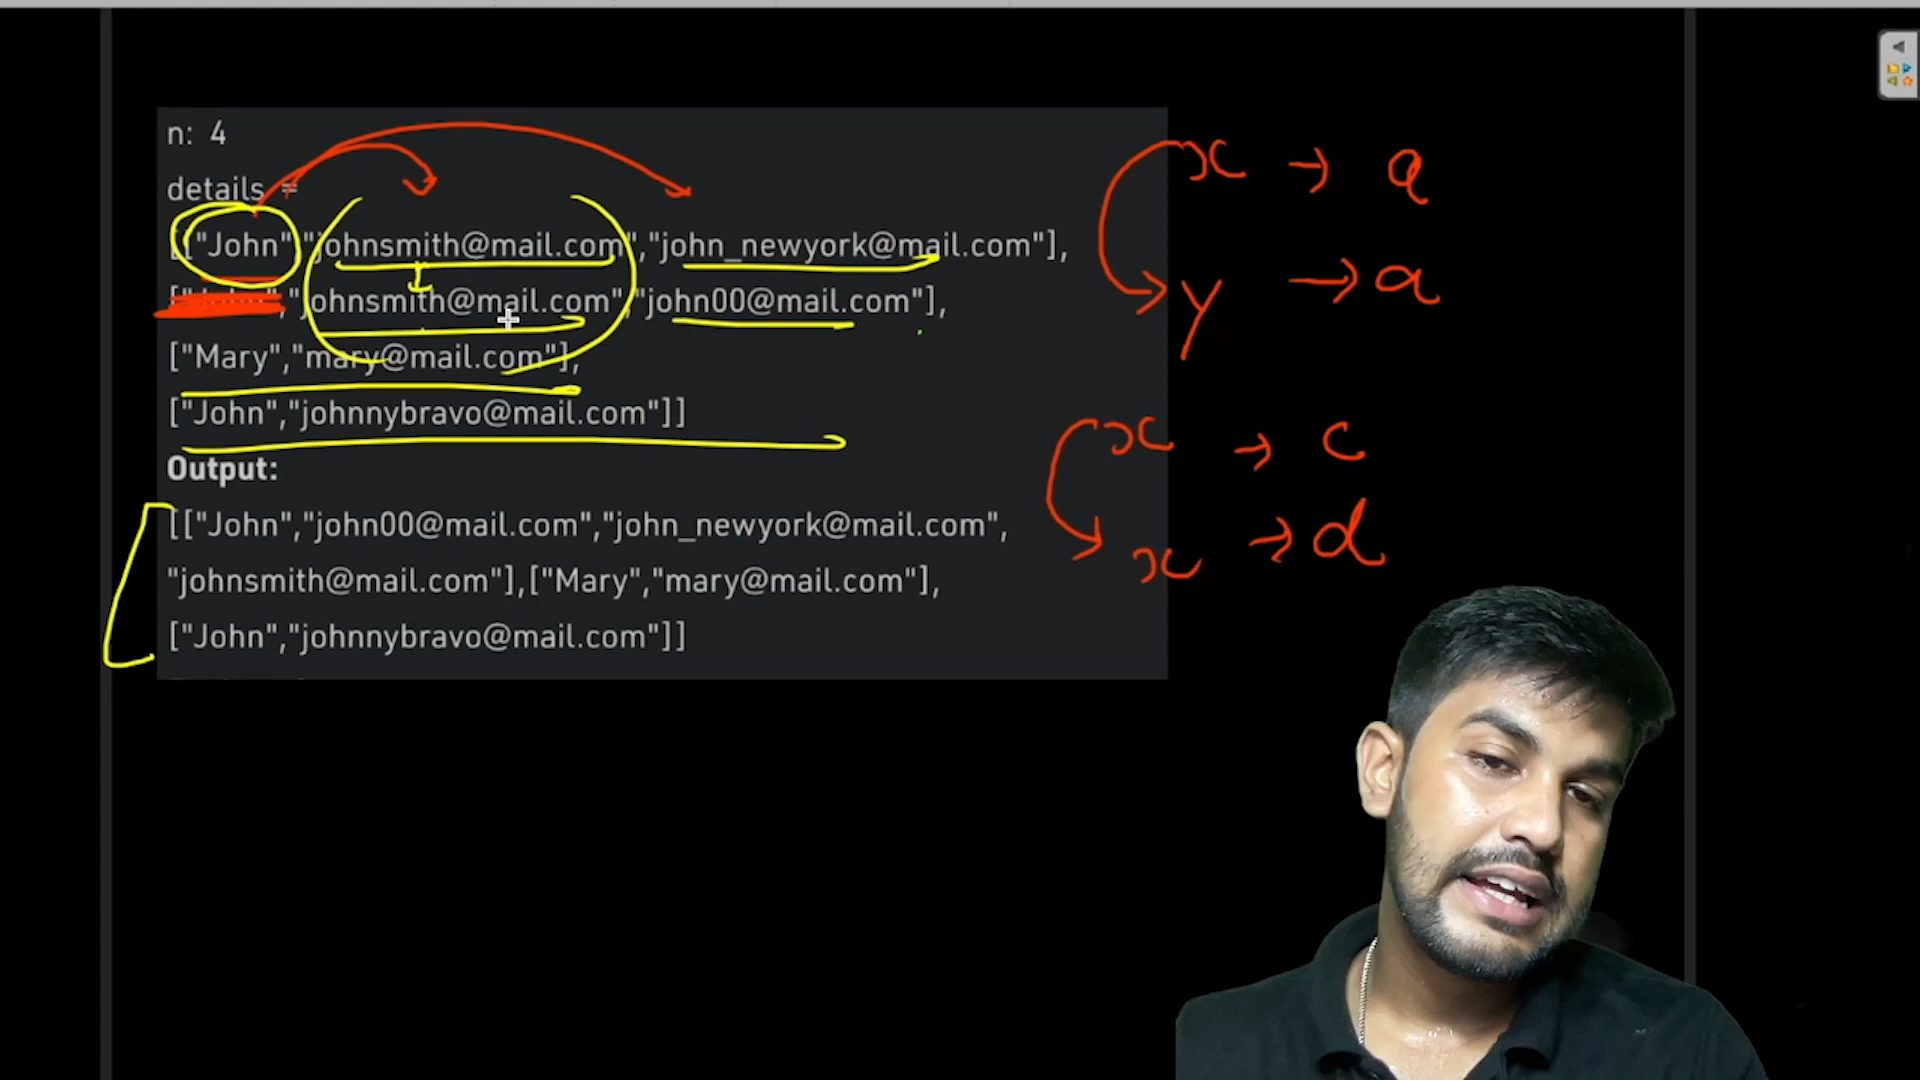 n: 4
details =
[["John","johnsmith@mail.com","john_newyork@mail.com"],
","johnsmith@mail.com","john00@mail.com"],
["Mary","mary@mail.com"],
["John","johnnybravo@mail.com"]]
Output:
[["John","john00@mail.com","john_newyork@mail.com",
"johnsmith@mail.com"],["Mary","mary@mail.com"],
["John","johnnybravo@mail.com"]]
x → a
y → a
x → c
x → d